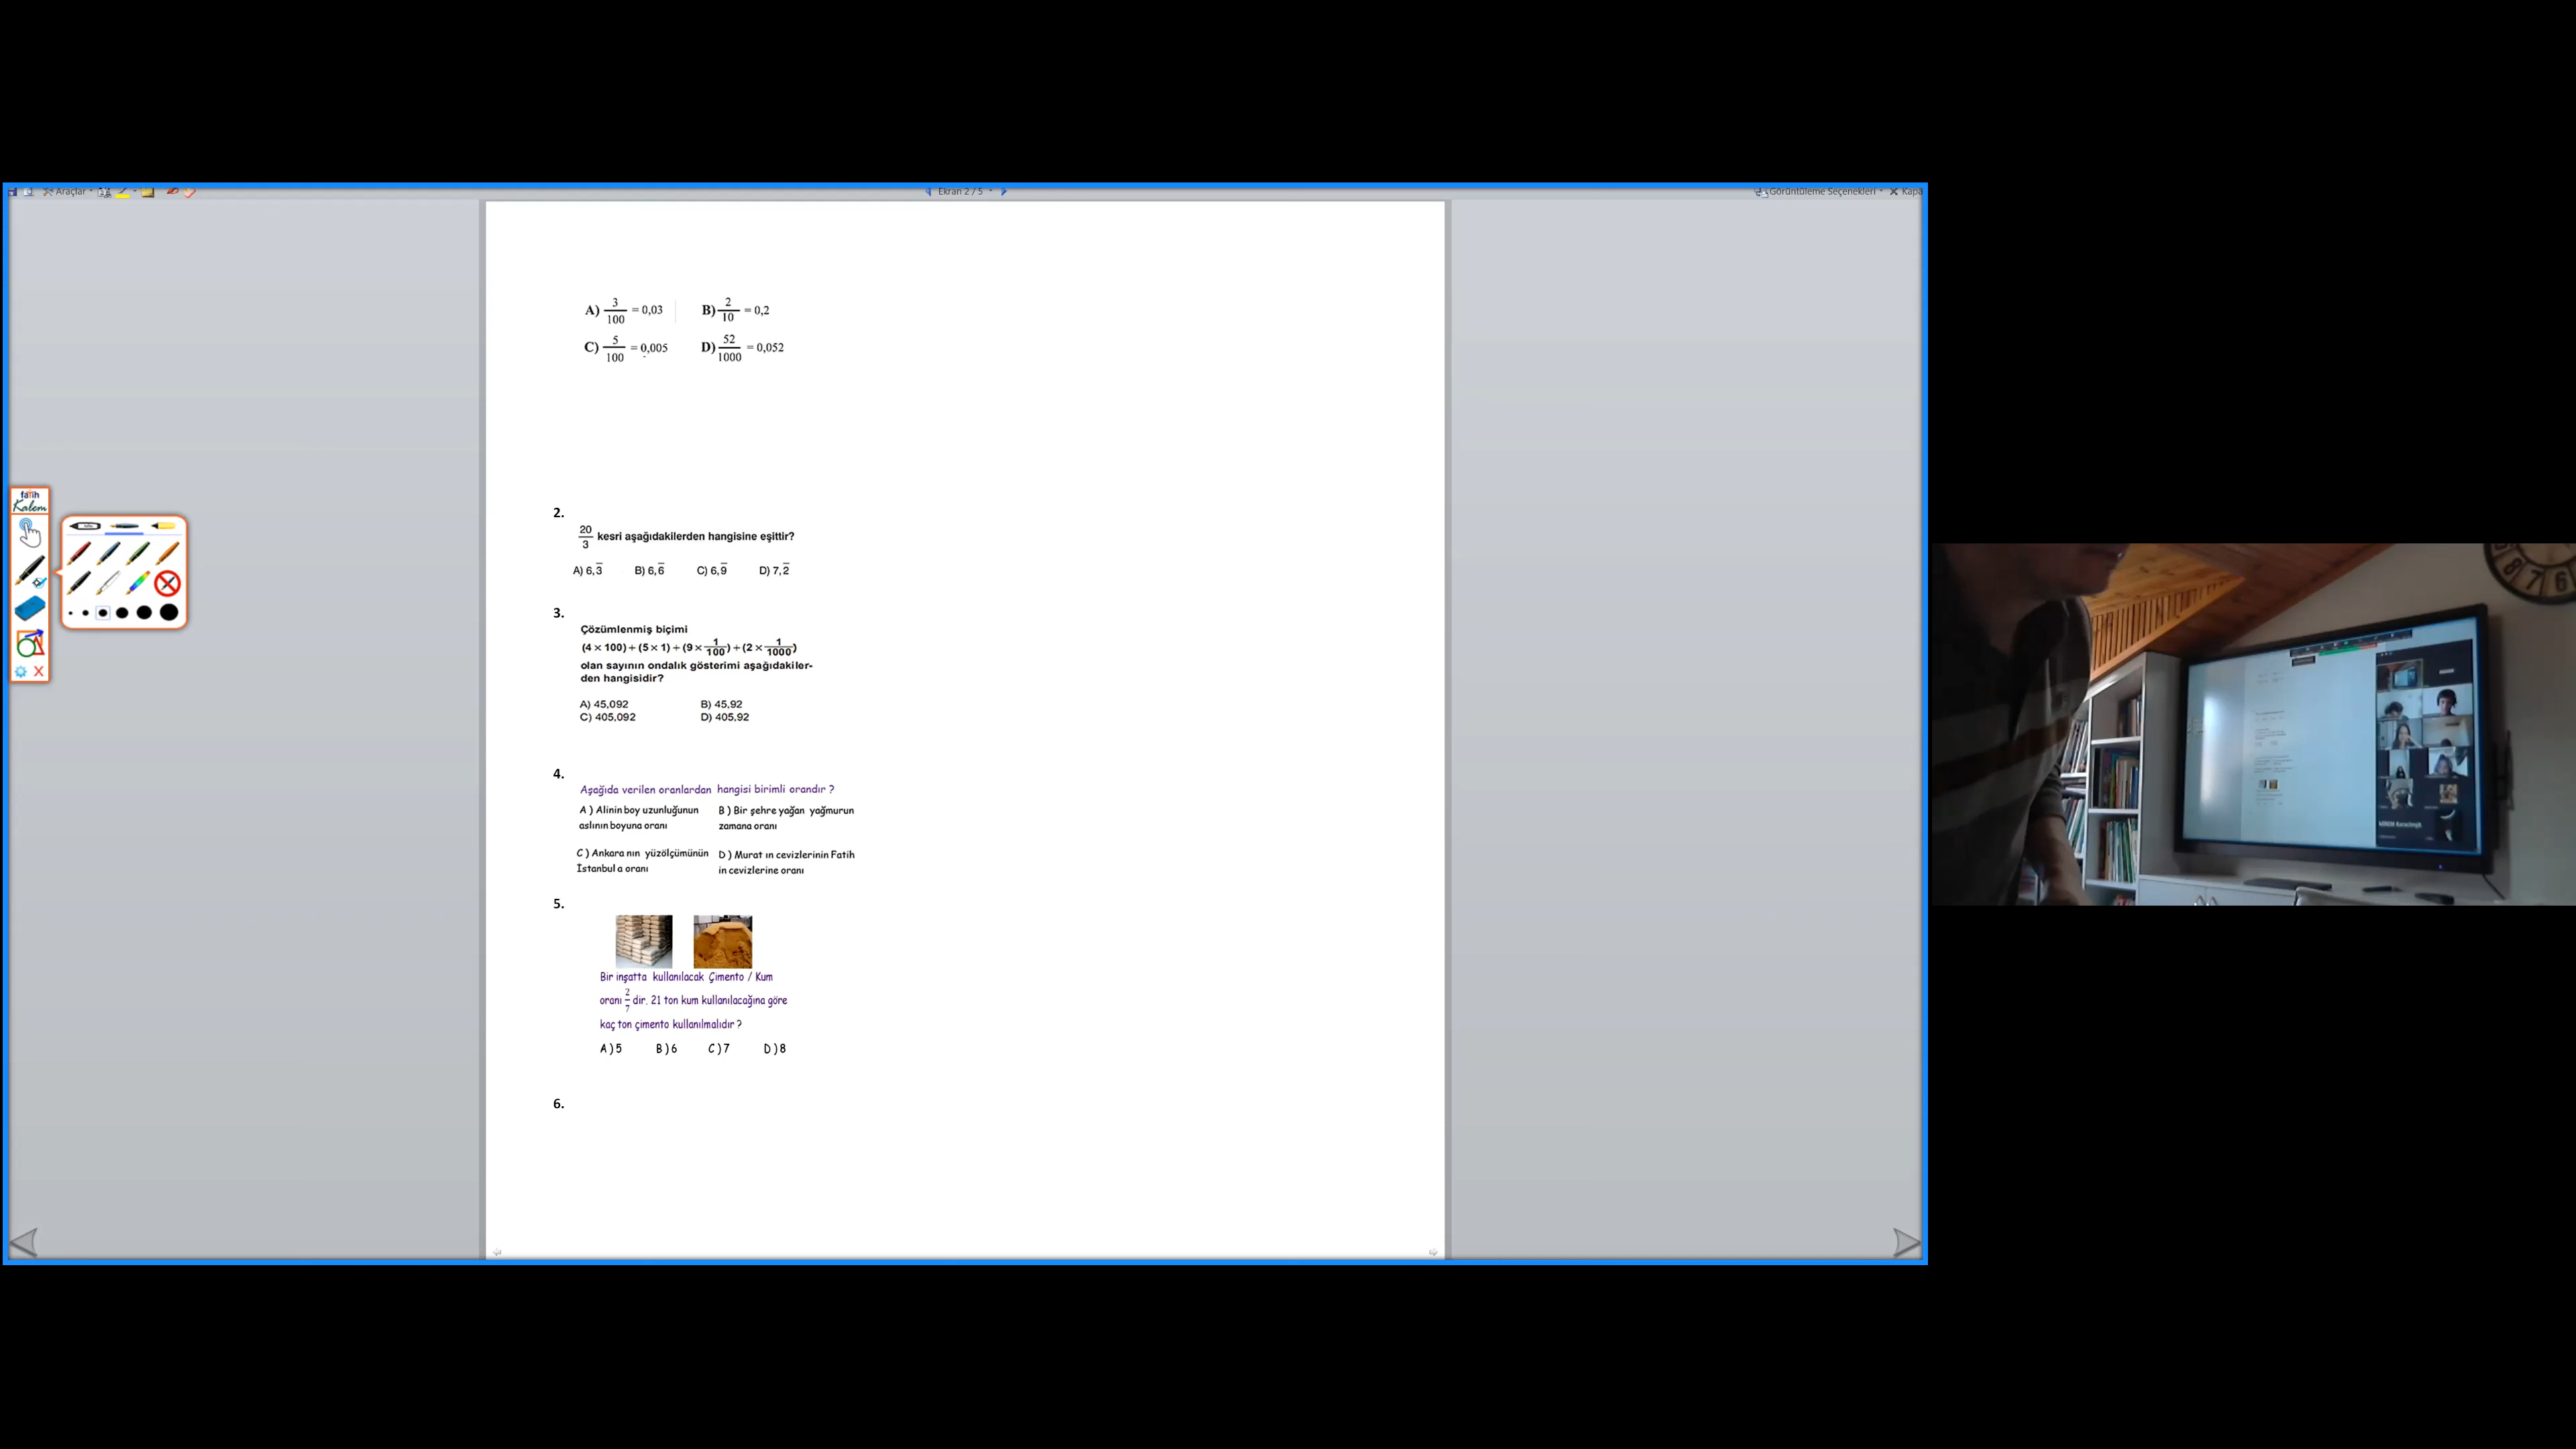 Araçlar
Ekran 2 / 5
Görüntüleme Seçenekleri
Kapa
A) 3/100 = 0,03 B) 2/10 = 0,2
C) 5/100 = 0,005 D) 52/1000 = 0,052
fatih
Kalem
2.
20/3 kesri aşağıdakilerden hangisine eşittir?
A) 6,3̅ B) 6,6̅ C) 6,9̅ D) 7,2̅
3.
Çözümlenmiş biçimi
(4 × 100) + (5 × 1) + (9 × 1/100) + (2 × 1/1000)
olan sayının ondalık gösterimi aşağıdakiler-
den hangisidir?
A) 45,092 B) 45,92
C) 405,092 D) 405,92
4.
Aşağıda verilen oranlardan hangisi birimli orandır ?
A ) Alinin boy uzunluğunun B ) Bir şehre yağan yağmurun
aslının boyuna oranı zamana oranı
C ) Ankara nın yüzölçümünün D ) Murat ın cevizlerinin Fatih
İstanbul a oranı in cevizlerine oranı
5.
Bir inşatta kullanılacak Çimento / Kum
oranı 2/7 dir. 21 ton kum kullanılacağına göre
kaç ton çimento kullanılmalıdır ?
A ) 5 B ) 6 C ) 7 D ) 8
6.
8 7 6